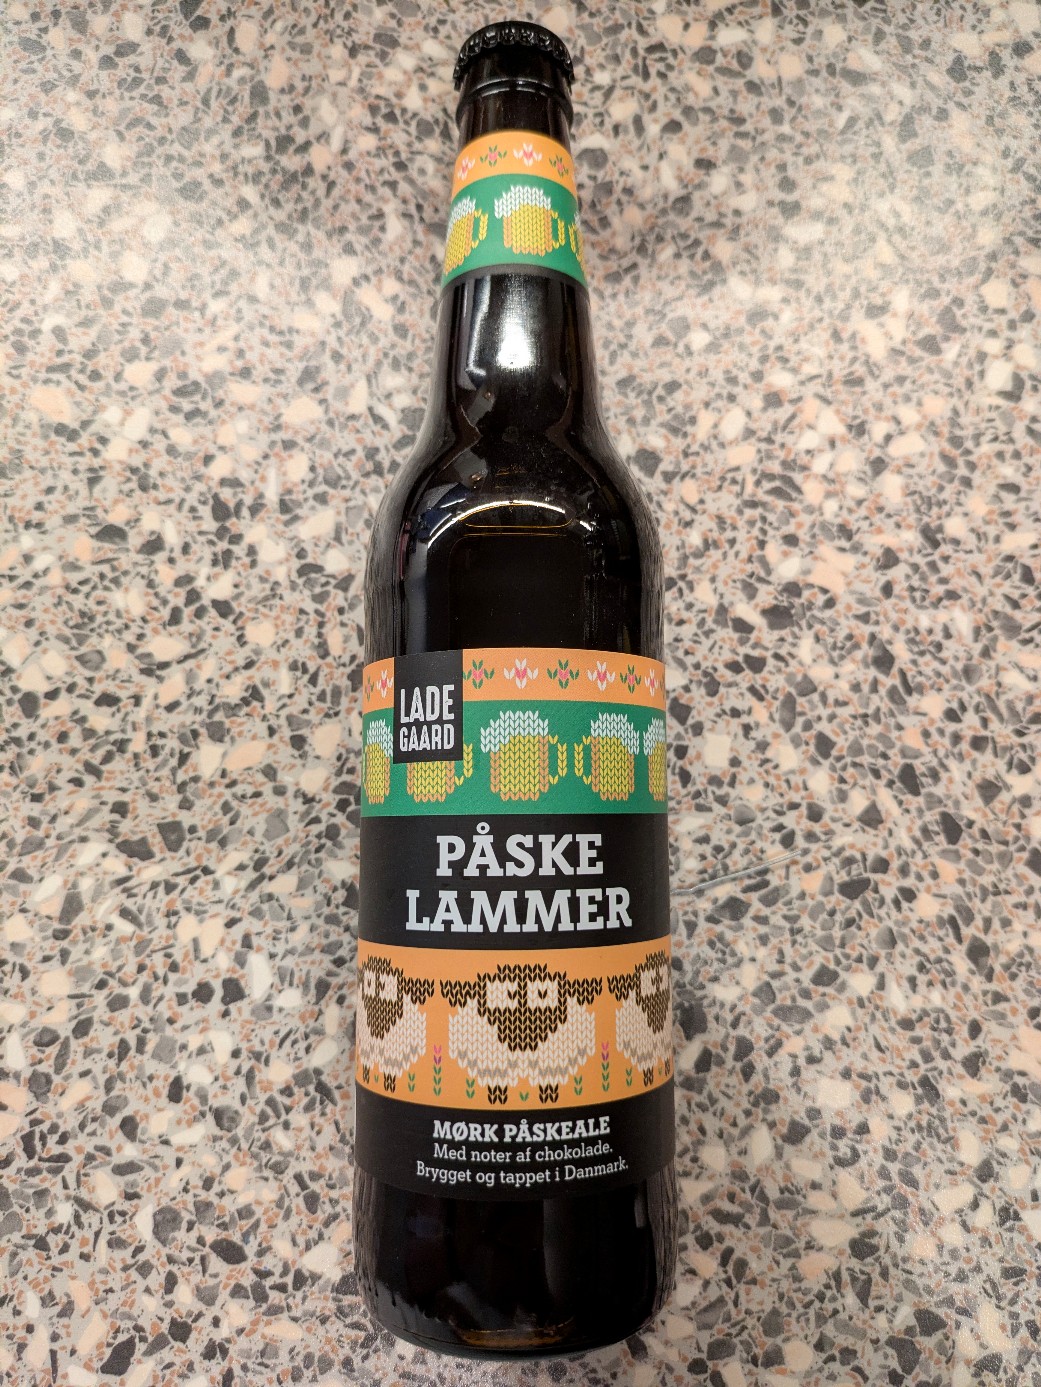 LADE
GAARD
PÅSKE
LAMMER
MØRK PÅSKEALE
Med noter af chokolade.
Brygget og tappet i Danmark.